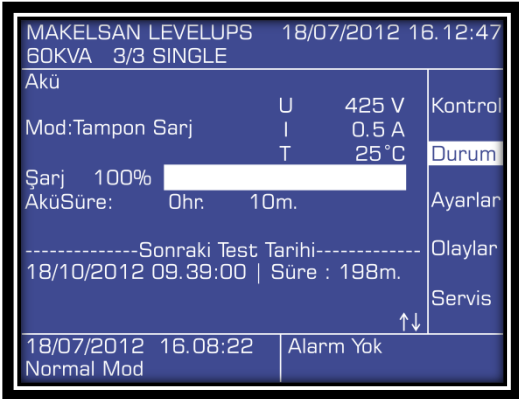 MAKELSAN LEVELUPS 18/07/2012 16.12:47
60KVA 3/3 SINGLE
Akü
U 425 V
Mod:Tampon Sarj I 0.5 A
T 25°C
Şarj 100%
AküSüre: 0hr. 10m.
--------------Sonraki Test Tarihi-------------
18/10/2012 09.39:00 | Süre : 198m.
↑↓
Kontrol
Durum
Ayarlar
Olaylar
Servis
18/07/2012 16.08:22 Alarm Yok
Normal Mod